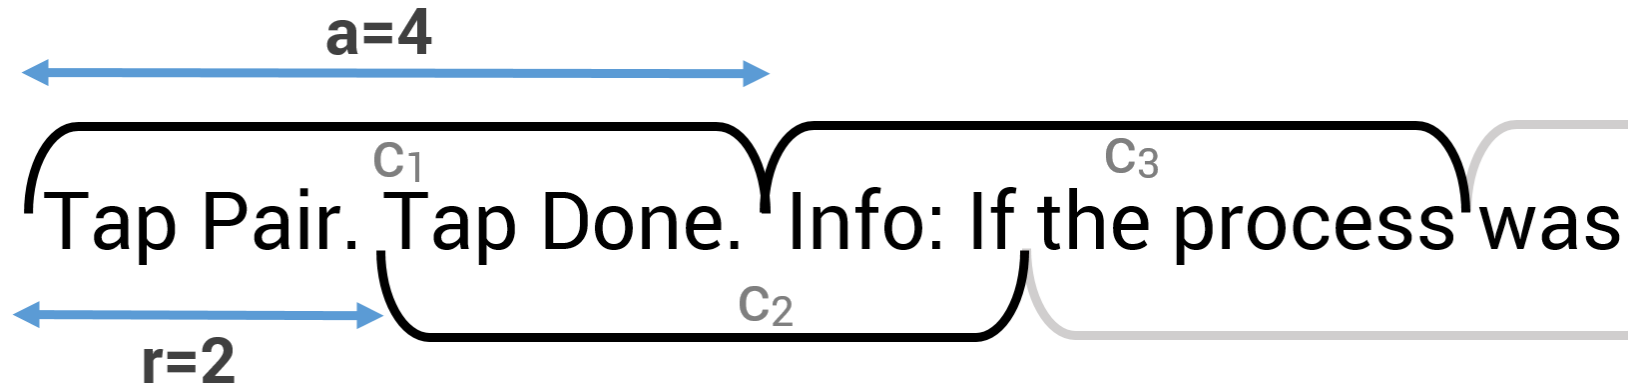 a=4
c1 c3
Tap Pair. Tap Done. Info: If the process was
c2
r=2